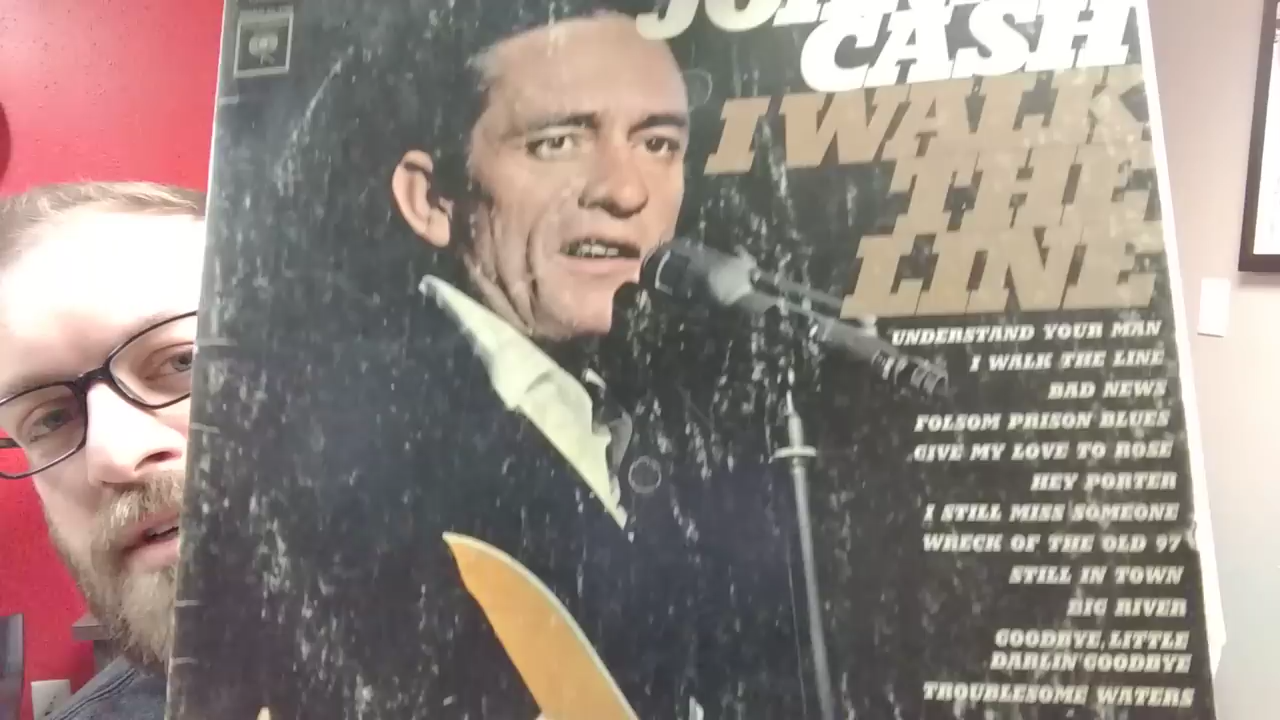 JOHNNY
CASH
I WALK
THE
LINE
UNDERSTAND YOUR MAN
I WALK THE LINE
BAD NEWS
FOLSOM PRISON BLUES
GIVE MY LOVE TO ROSE
HEY PORTER
I STILL MISS SOMEONE
WRECK OF THE OLD 97
STILL IN TOWN
BIG RIVER
GOODBYE, LITTLE
DARLIN' GOODBYE
TROUBLESOME WATERS